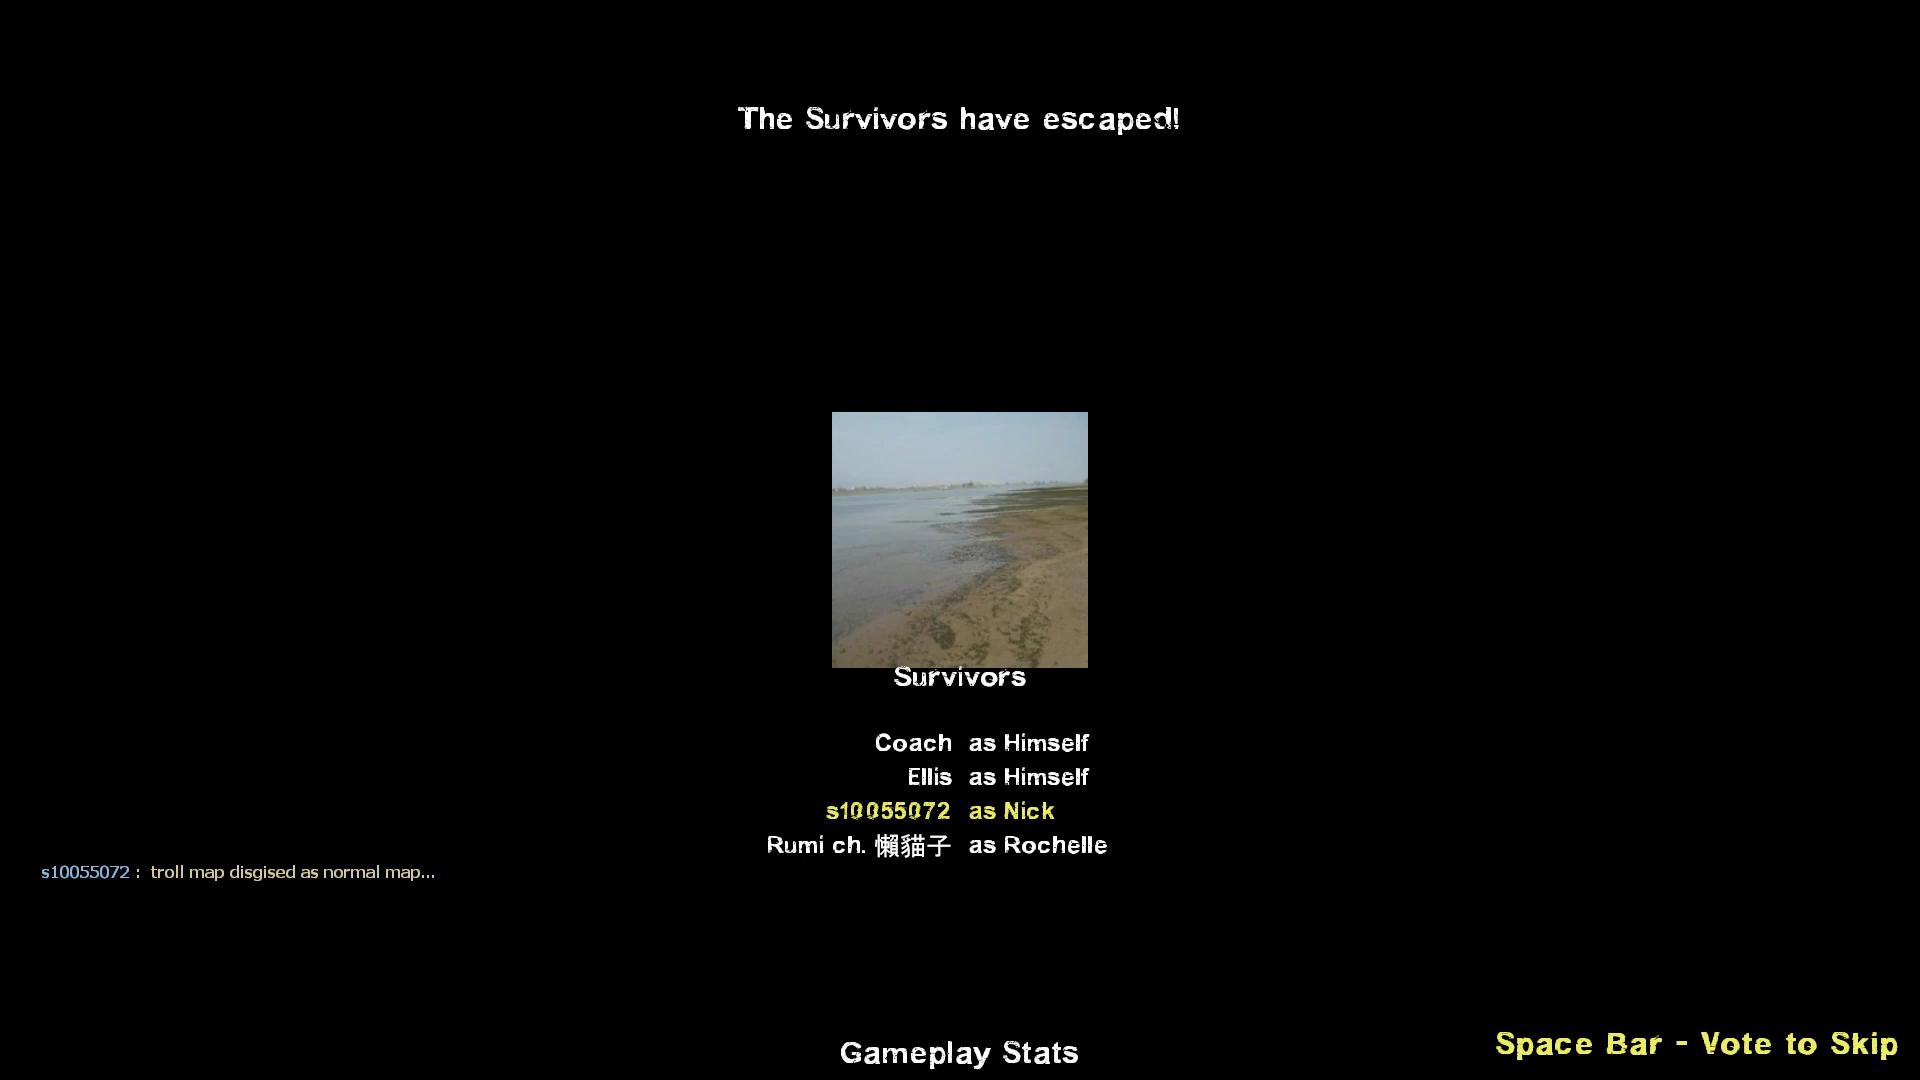 The Survivors have escaped!
Survivors
Coach as Himself
Ellis as Himself
s10055072 as Nick
Rumi ch. 懶貓子 as Rochelle
s10055072 : troll map disgised as normal map...
Gameplay Stats
Space Bar - Vote to Skip